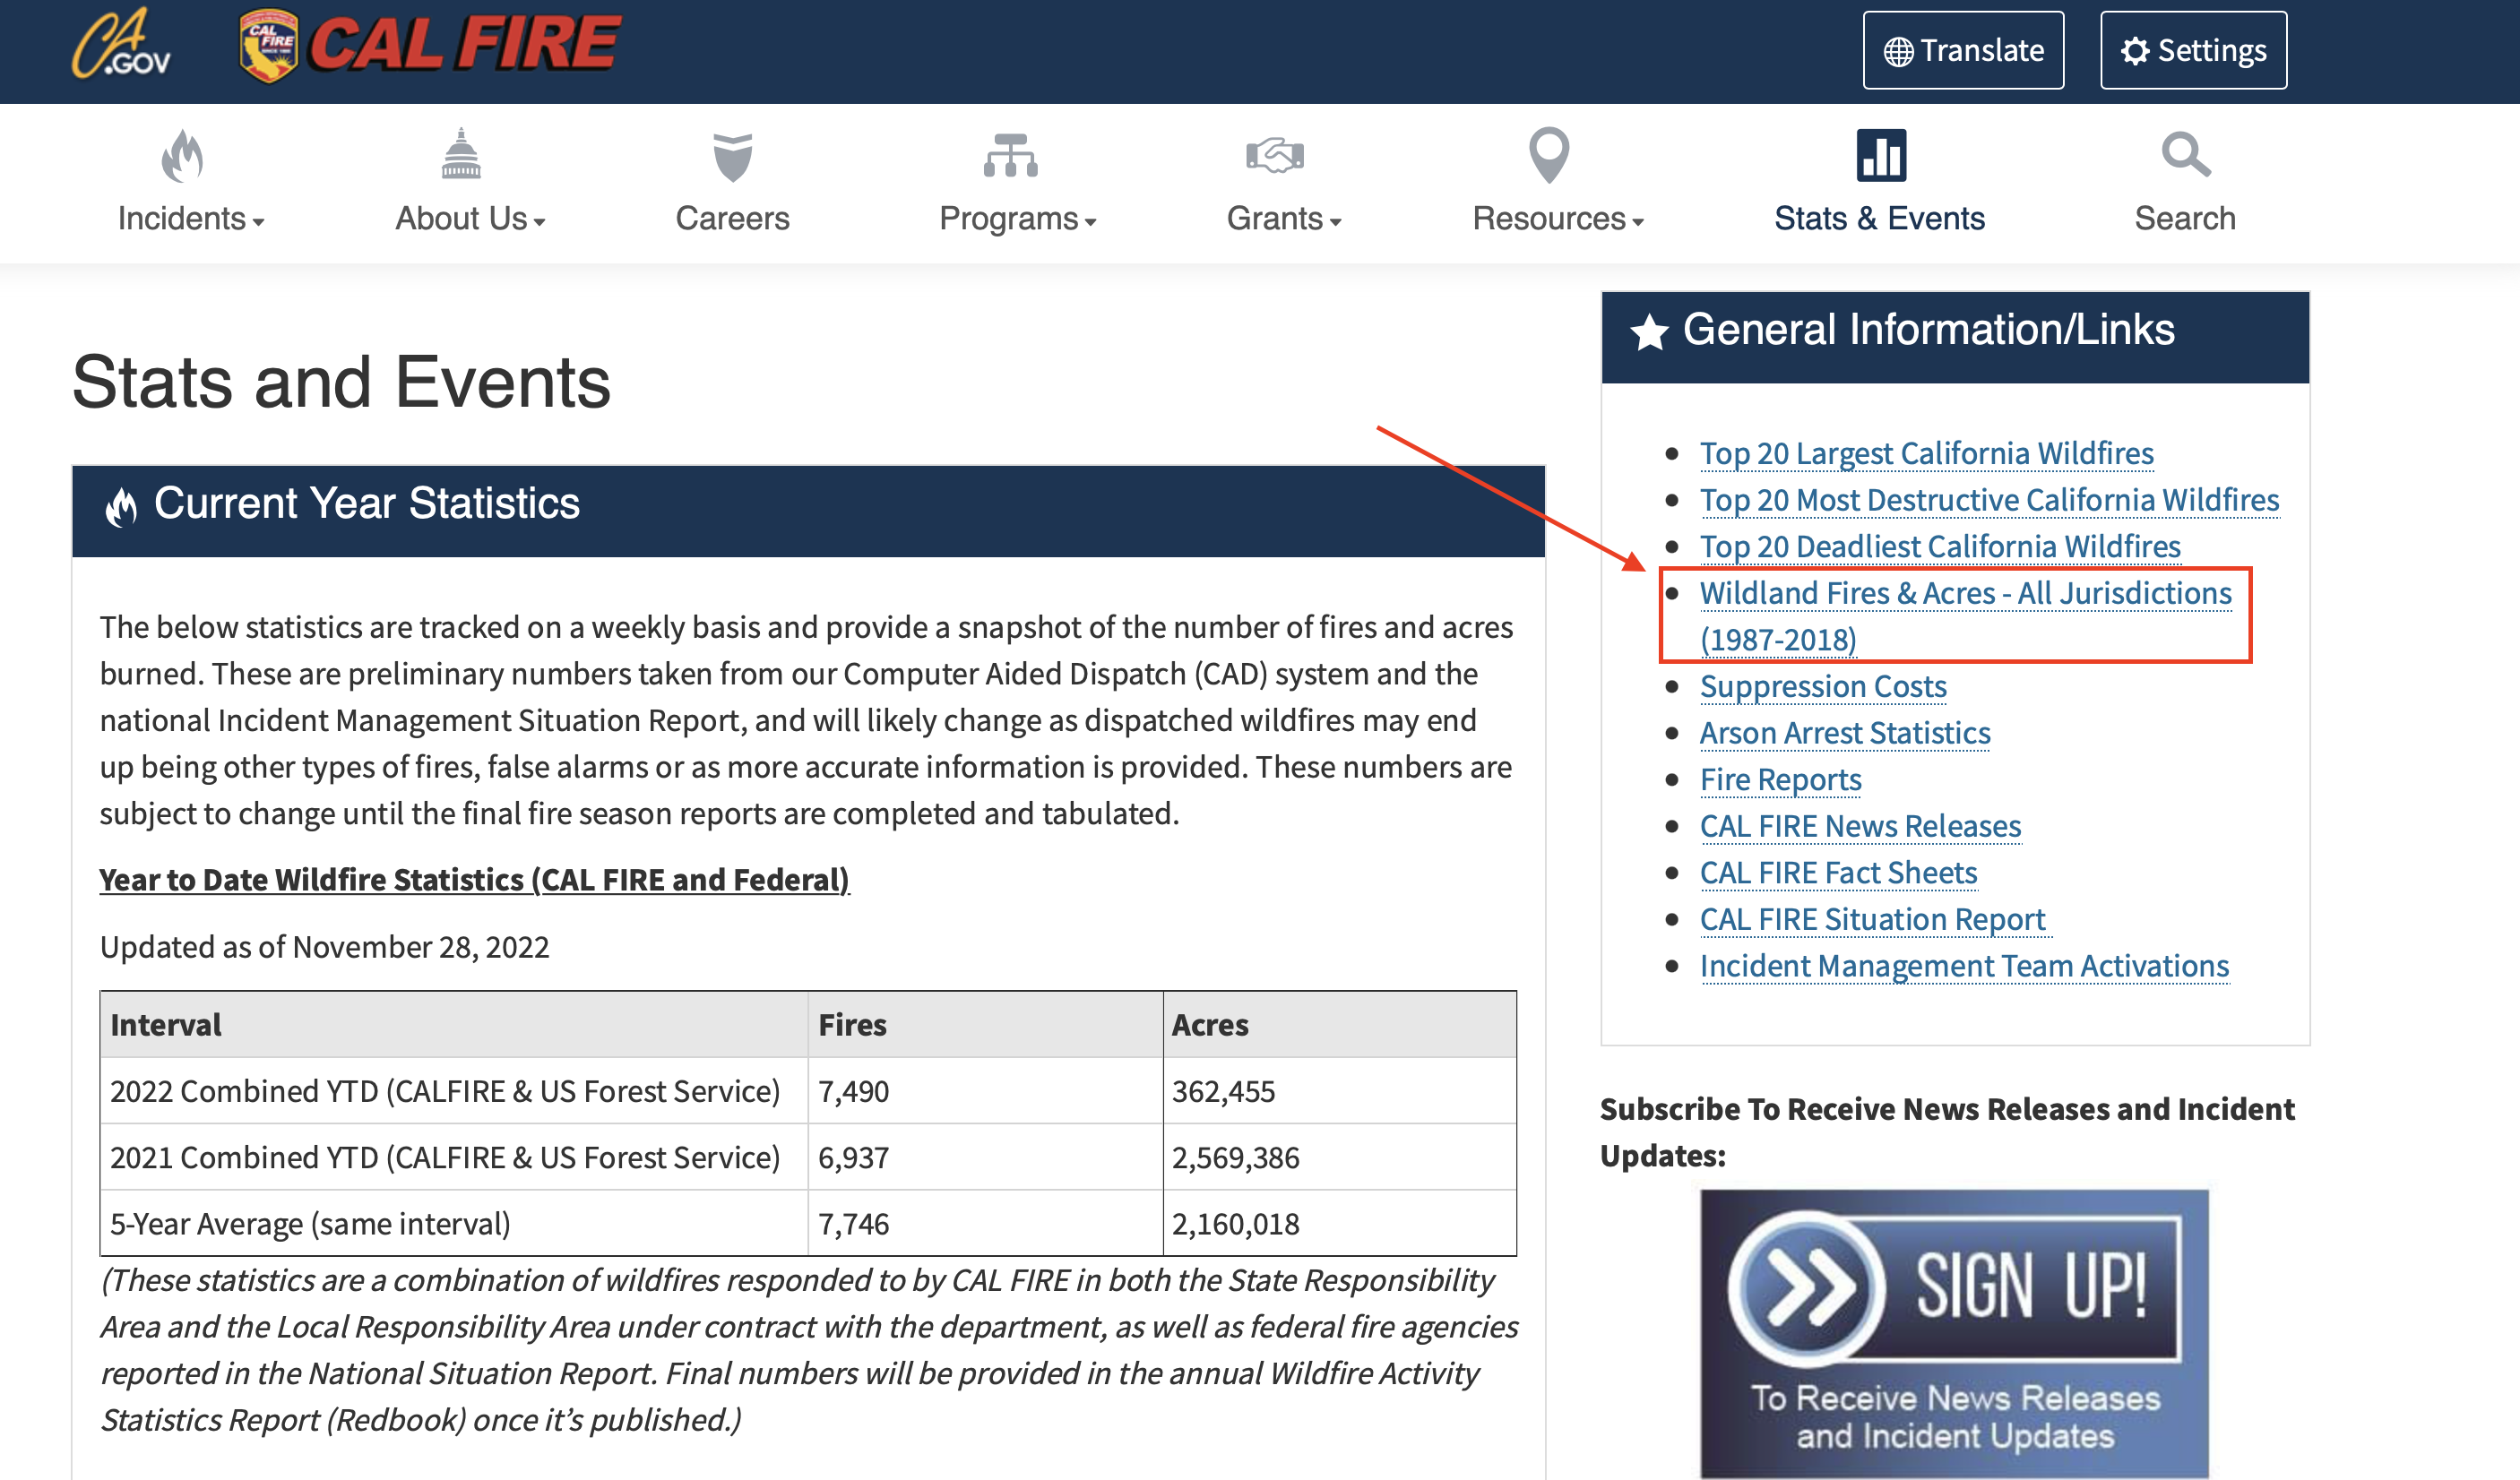 CA.GOV
CAL FIRE SINCE 1885
CAL FIRE
Translate
Settings
Incidents
About Us
Careers
Programs
Grants
Resources
Stats & Events
Search
Stats and Events
Current Year Statistics
The below statistics are tracked on a weekly basis and provide a snapshot of the number of fires and acres
burned. These are preliminary numbers taken from our Computer Aided Dispatch (CAD) system and the
national Incident Management Situation Report, and will likely change as dispatched wildfires may end
up being other types of fires, false alarms or as more accurate information is provided. These numbers are
subject to change until the final fire season reports are completed and tabulated.
Year to Date Wildfire Statistics (CAL FIRE and Federal)
Updated as of November 28, 2022
Interval Fires Acres
2022 Combined YTD (CALFIRE & US Forest Service) 7,490 362,455
2021 Combined YTD (CALFIRE & US Forest Service) 6,937 2,569,386
5-Year Average (same interval) 7,746 2,160,018
(These statistics are a combination of wildfires responded to by CAL FIRE in both the State Responsibility
Area and the Local Responsibility Area under contract with the department, as well as federal fire agencies
reported in the National Situation Report. Final numbers will be provided in the annual Wildfire Activity
Statistics Report (Redbook) once it’s published.)
General Information/Links
Top 20 Largest California Wildfires
Top 20 Most Destructive California Wildfires
Top 20 Deadliest California Wildfires
Wildland Fires & Acres - All Jurisdictions
(1987-2018)
Suppression Costs
Arson Arrest Statistics
Fire Reports
CAL FIRE News Releases
CAL FIRE Fact Sheets
CAL FIRE Situation Report
Incident Management Team Activations
Subscribe To Receive News Releases and Incident
Updates:
SIGN UP!
To Receive News Releases
and Incident Updates